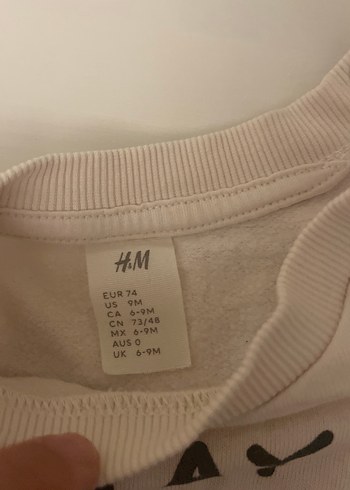 H&M
EUR 74
US 9M
CA 6-9M
CN 73/48
MX 6-9M
AUS 0
UK 6-9M